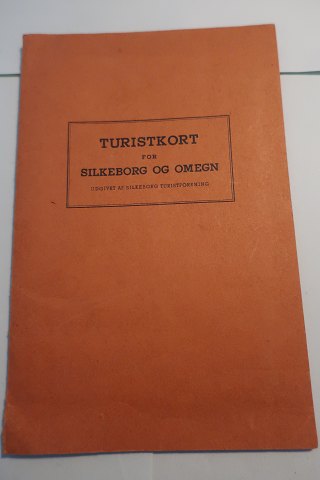 TURISTKORT
FOR
SILKEBORG OG OMEGN
UDGIVET AF SILKEBORG TURISTFORENING